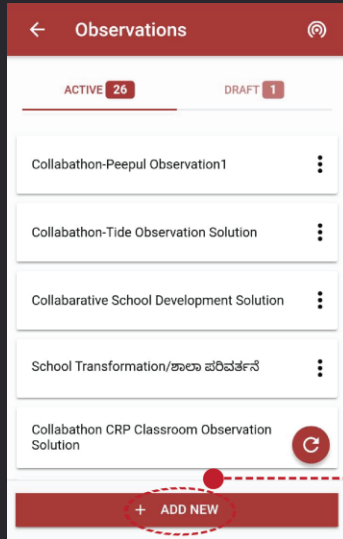 Observations
ACTIVE 26
DRAFT 1
Collabathon-Peepul Observation1
Collabathon-Tide Observation Solution
Collabarative School Development Solution
School Transformation/ಶಾಲಾ ಪರಿವರ್ತನೆ
Collabathon CRP Classroom Observation
Solution
+ ADD NEW